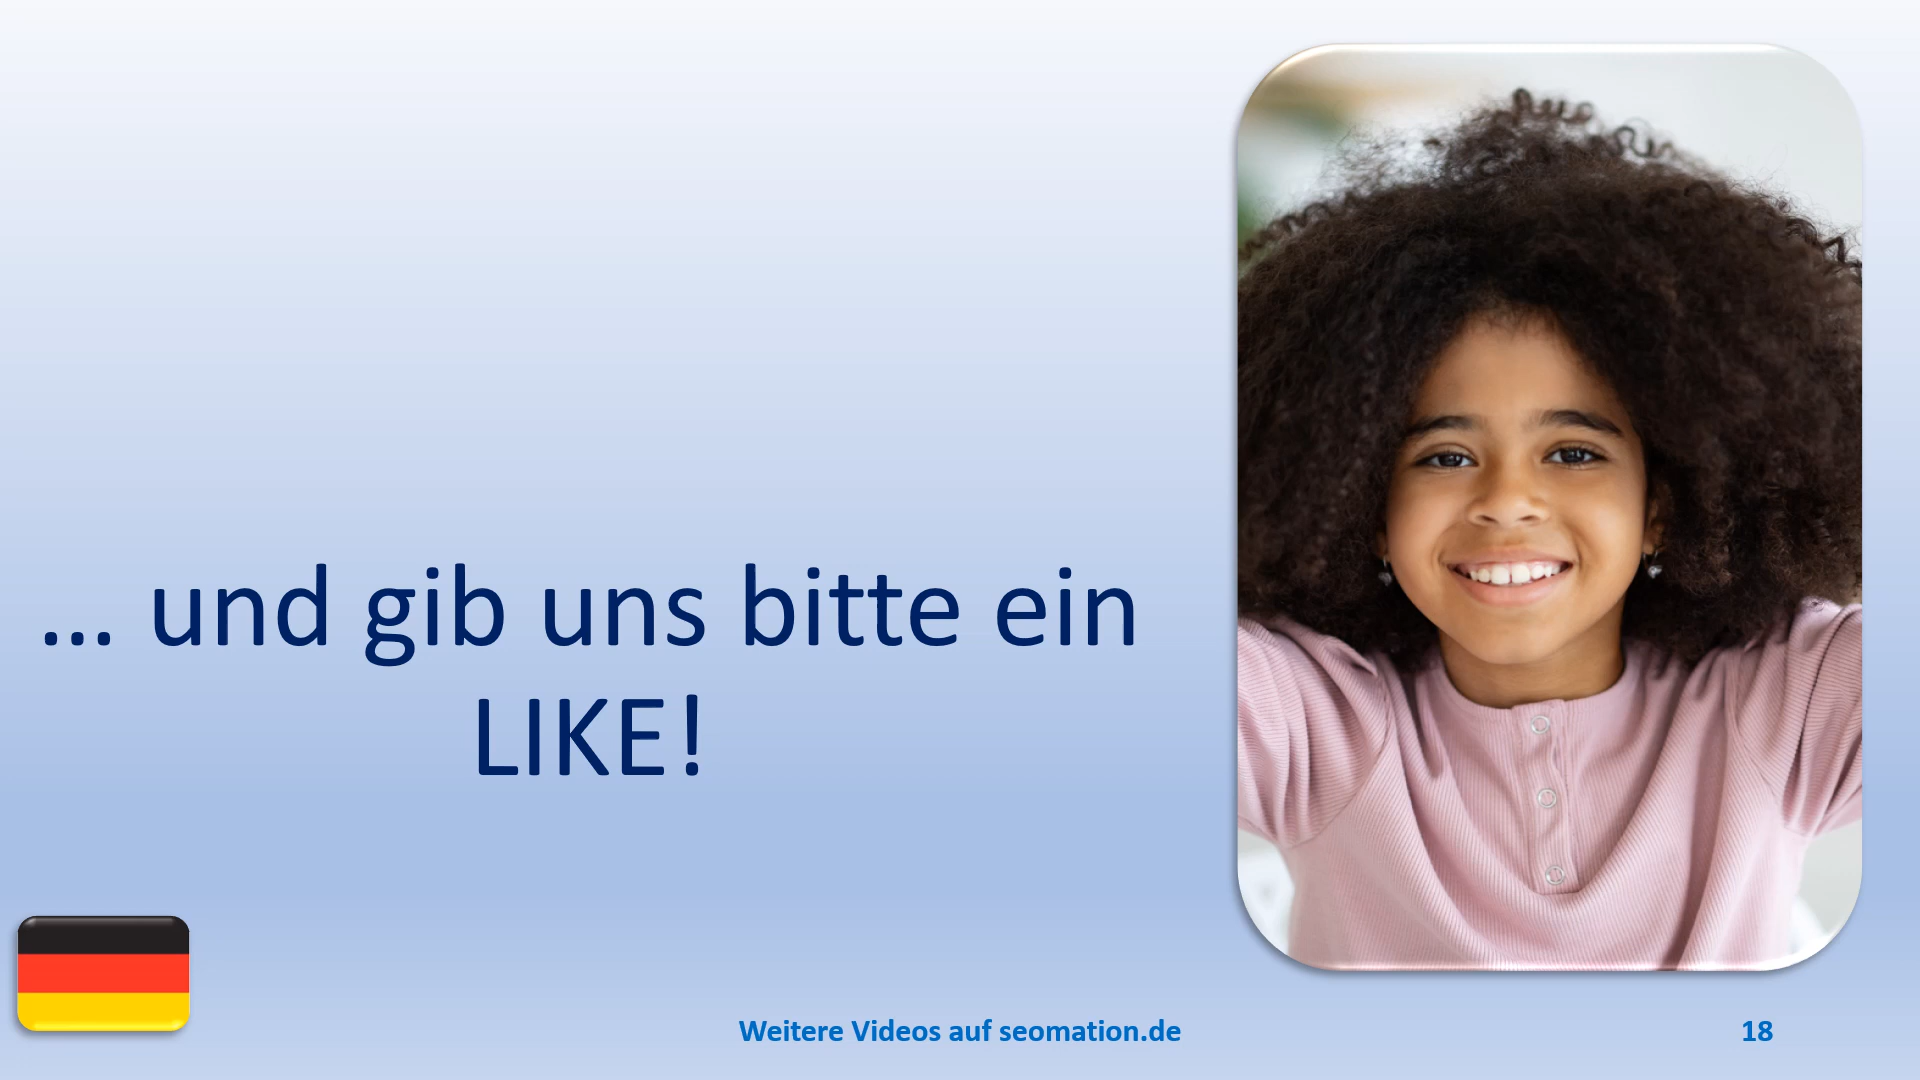 ... und gib uns bitte ein
LIKE!
Weitere Videos auf seomation.de
18